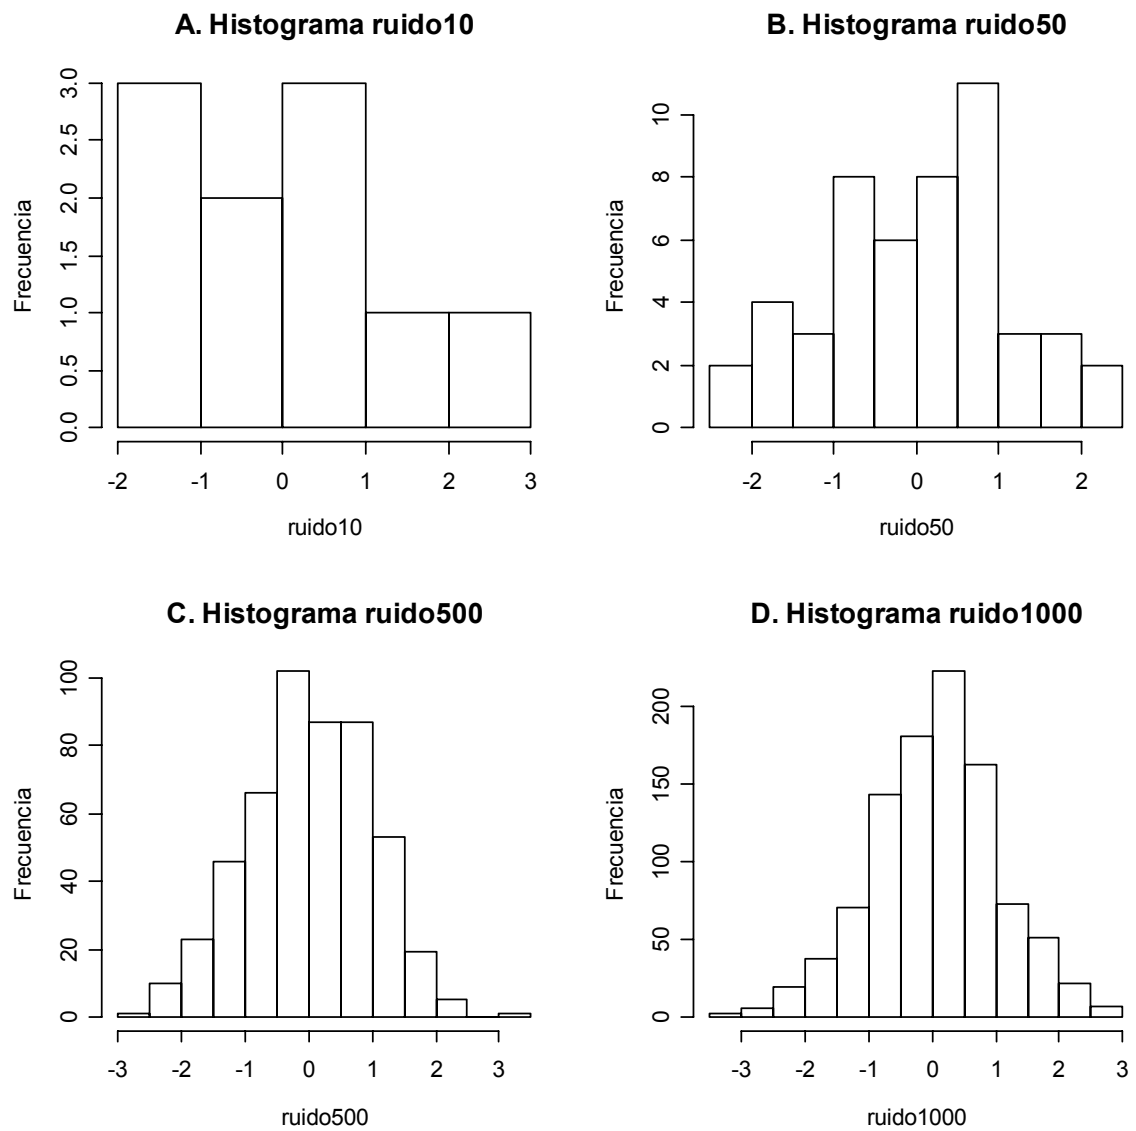 A. Histograma ruido10
Frecuencia
0.0 0.5 1.0 1.5 2.0 2.5 3.0
-2 -1 0 1 2 3
ruido10
B. Histograma ruido50
Frecuencia
0 2 4 6 8 10
-2 -1 0 1 2
ruido50
C. Histograma ruido500
Frecuencia
0 20 40 60 80 100
-3 -2 -1 0 1 2 3
ruido500
D. Histograma ruido1000
Frecuencia
0 50 100 150 200
-3 -2 -1 0 1 2 3
ruido1000